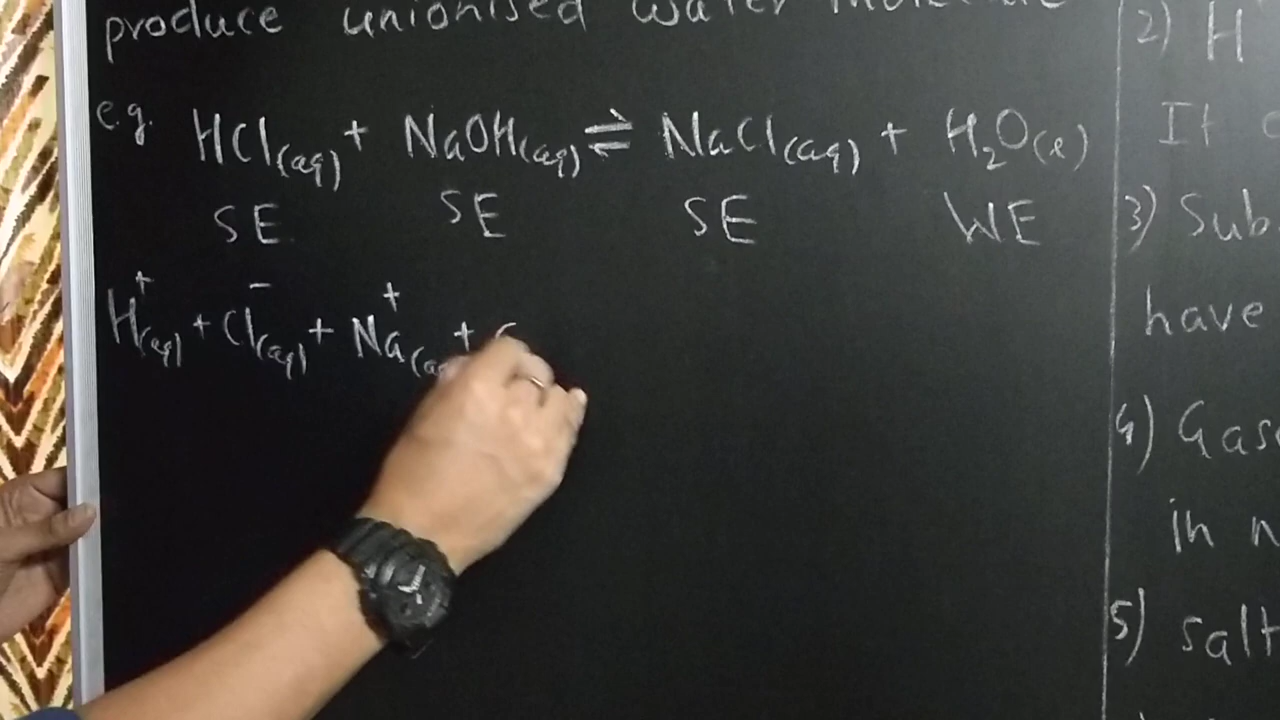 produce unionised water molecule
e.g. HCl(aq) + NaOH(aq) ⇌ NaCl(aq) + H₂O(l)
SE SE SE WE
H⁺(aq) + Cl⁻(aq) + Na⁺(aq +
2) H
It
3) Sub
have
4) Gas
in n
5) salt